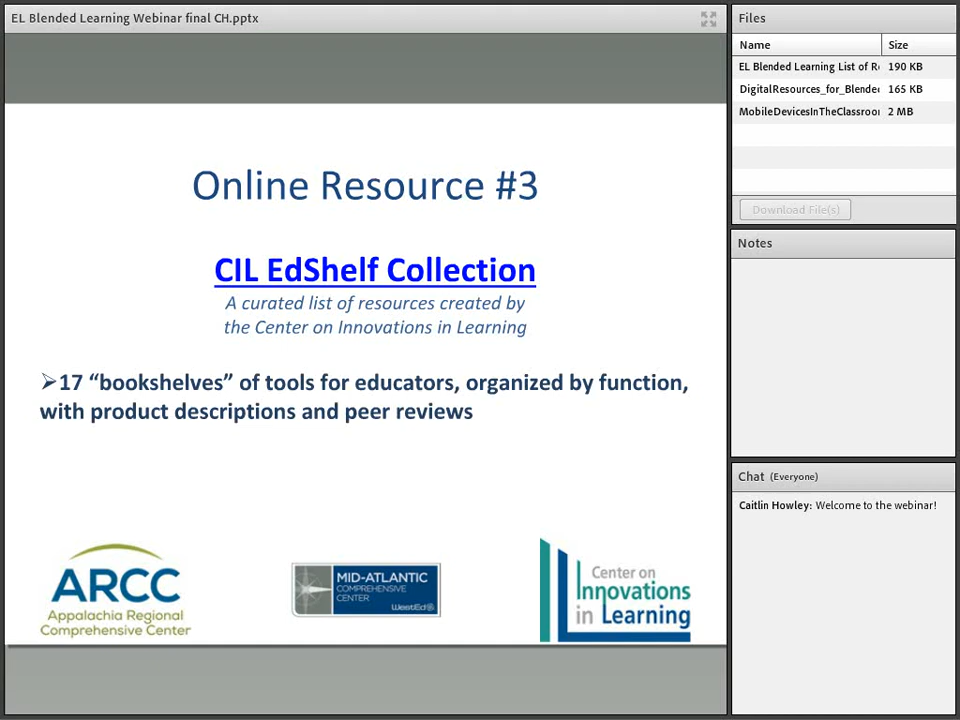 EL Blended Learning Webinar final CH.pptx
Online Resource #3
CIL EdShelf Collection
A curated list of resources created by
the Center on Innovations in Learning
➢17 “bookshelves” of tools for educators, organized by function,
with product descriptions and peer reviews
ARCC
Appalachia Regional
Comprehensive Center
MID-ATLANTIC
COMPREHENSIVE
CENTER
WestEd
Center on
Innovations
in Learning
Files
Name Size
EL Blended Learning List of 190 KB
DigitalResources_for_Blende 165 KB
MobileDevicesInTheClassroo 2 MB
Download File(s)
Notes
Chat (Everyone)
Caitlin Howley: Welcome to the webinar!